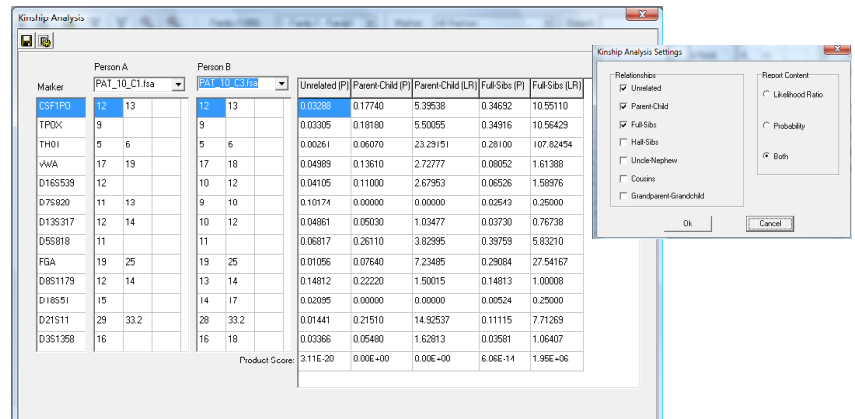 Kinship Analysis
Person A Person B
Marker PAT_10_C1.fsa PAT_10_C3.fsa Unrelated (P) Parent-Child (P) Parent-Child (LR) Full-Sibs (P) Full-Sibs (LR)
CSF1PO 12 13 12 13 0.03288 0.17740 5.39538 0.34692 10.55110
TPOX 9 9 0.03305 0.18180 5.50055 0.34916 10.56429
TH01 5 6 5 6 0.00261 0.06070 23.29151 0.28100 107.82454
vWA 17 19 17 18 0.04989 0.13610 2.72777 0.08052 1.61388
D16S539 12 10 12 0.04105 0.11000 2.67953 0.06526 1.58976
D7S820 11 13 9 10 0.10174 0.00000 0.00000 0.02543 0.25000
D13S317 12 14 10 12 0.04861 0.05030 1.03477 0.03730 0.76738
D5S818 11 11 0.06817 0.26110 3.82995 0.39759 5.83210
FGA 19 25 19 25 0.01056 0.07640 7.23485 0.29084 27.54167
D8S1179 12 14 13 14 0.14812 0.22220 1.50015 0.14813 1.00008
D18S51 15 14 17 0.02095 0.00000 0.00000 0.00524 0.25000
D21S11 29 33.2 28 33.2 0.01441 0.21510 14.92537 0.11115 7.71269
D3S1358 16 16 18 0.03366 0.05480 1.62813 0.03581 1.06407
Product Score: 3.11E-20 0.00E+00 0.00E+00 6.06E-14 1.95E+06
Kinship Analysis Settings
Relationships
Unrelated
Parent-Child
Full-Sibs
Half-Sibs
Uncle-Nephew
Cousins
Grandparent-Grandchild
Report Content
Likelihood Ratio
Probability
Both
Ok Cancel